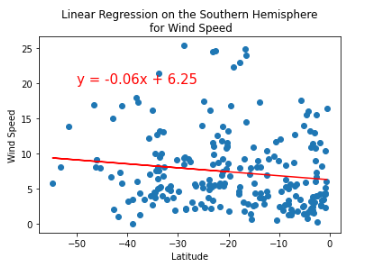 Linear Regression on the Southern Hemisphere
for Wind Speed
25
20
15
10
5
0
Wind Speed
y = -0.06x + 6.25
−50
−40
−30
−20
−10
0
Latitude